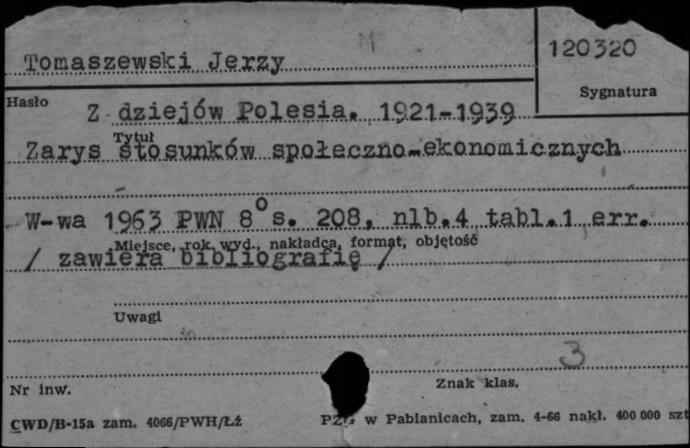 Tomaszewski Jerzy
120320
Hasło
Sygnatura
Z dziejów Polesia. 1921-1939
Tytuł
Zarys stosunków społeczno-ekonomicznych
W-wa 1963 PWN 8° s. 208, nlb.4 tabl.1 err.
Miejsce, rok wyd., nakładca, format, objętość
/ zawiera bibliografię /
Uwagi
3
Nr inw.
Znak klas.
CWD/B-15a zam. 4066/PWH/Łź
w Pabianicach, zam. 4-66 nakł. 400 000 szt